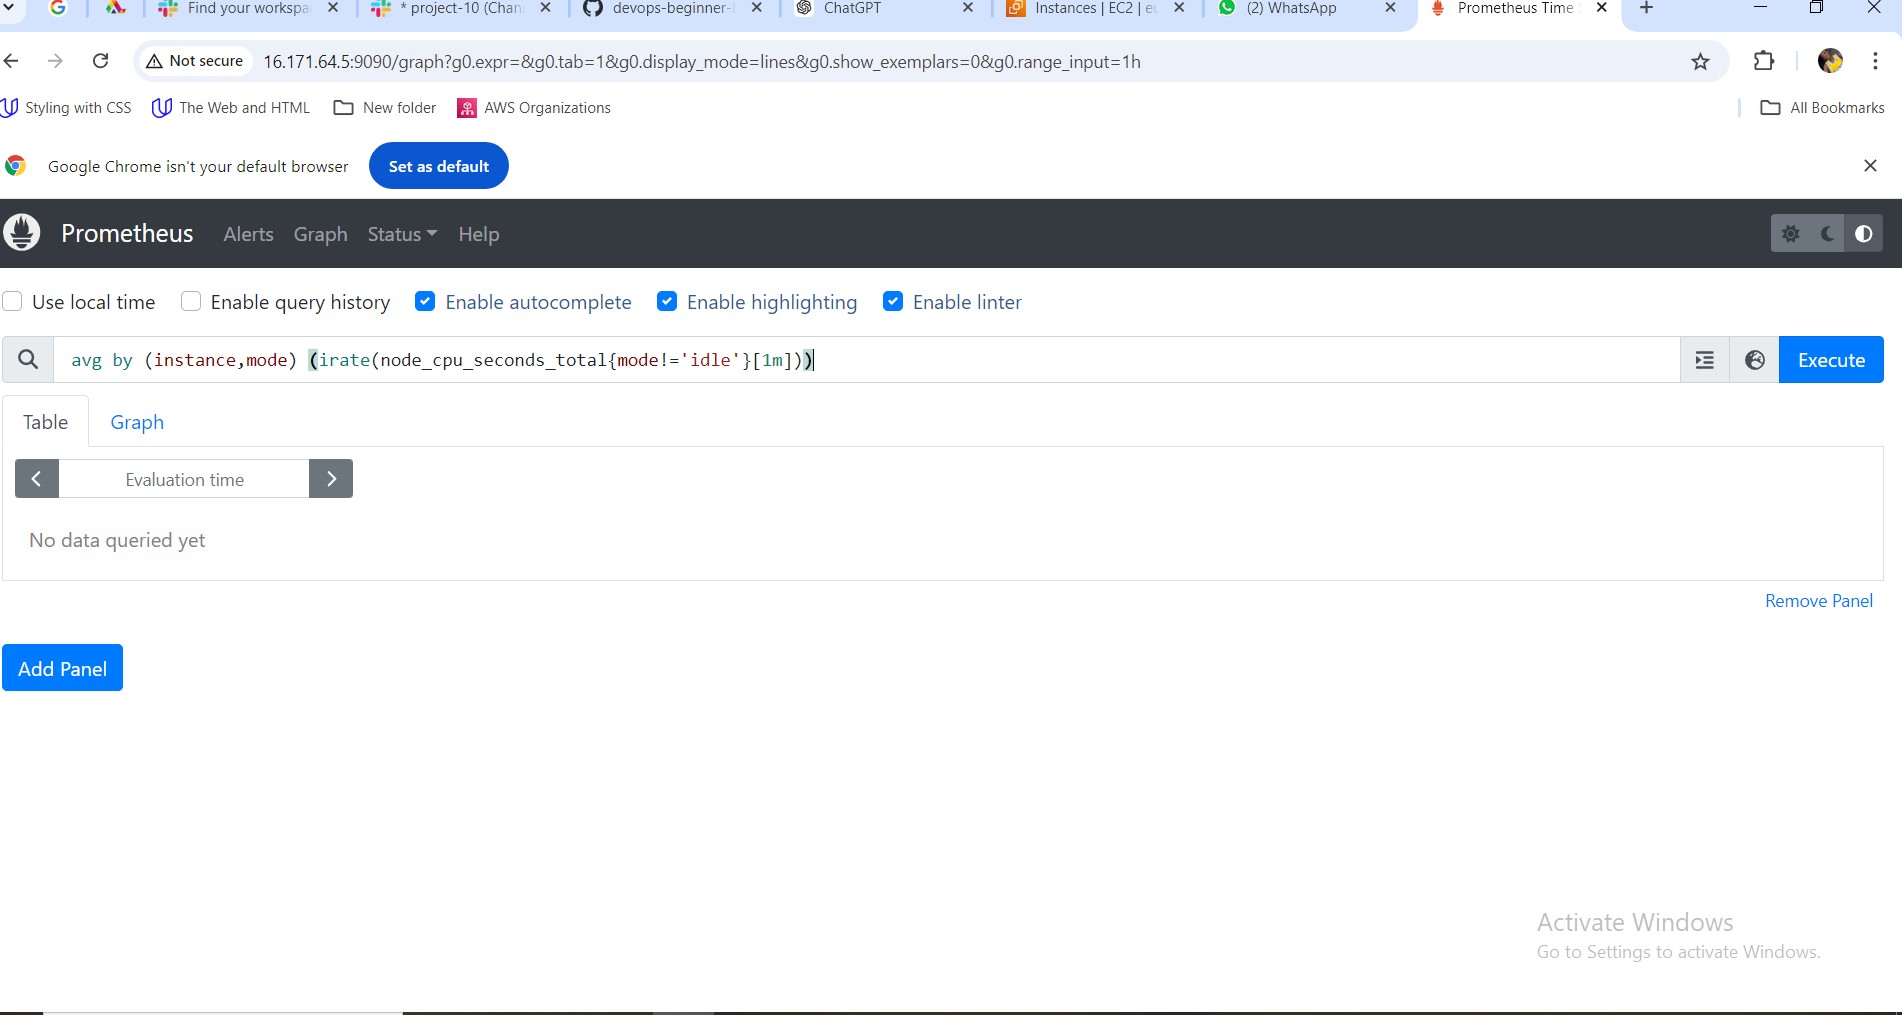 Find your workspa
* project-10 (Chan
devops-beginner-
ChatGPT
Instances | EC2 | eu
(2) WhatsApp
Prometheus Time
Not secure
16.171.64.5:9090/graph?g0.expr=&g0.tab=1&g0.display_mode=lines&g0.show_exemplars=0&g0.range_input=1h
Styling with CSS
The Web and HTML
New folder
AWS Organizations
All Bookmarks
Google Chrome isn't your default browser
Set as default
Prometheus
Alerts
Graph
Status
Help
Use local time
Enable query history
Enable autocomplete
Enable highlighting
Enable linter
avg by (instance,mode) (irate(node_cpu_seconds_total{mode!='idle'}[1m]))
Execute
Table
Graph
Evaluation time
No data queried yet
Remove Panel
Add Panel
Activate Windows
Go to Settings to activate Windows.